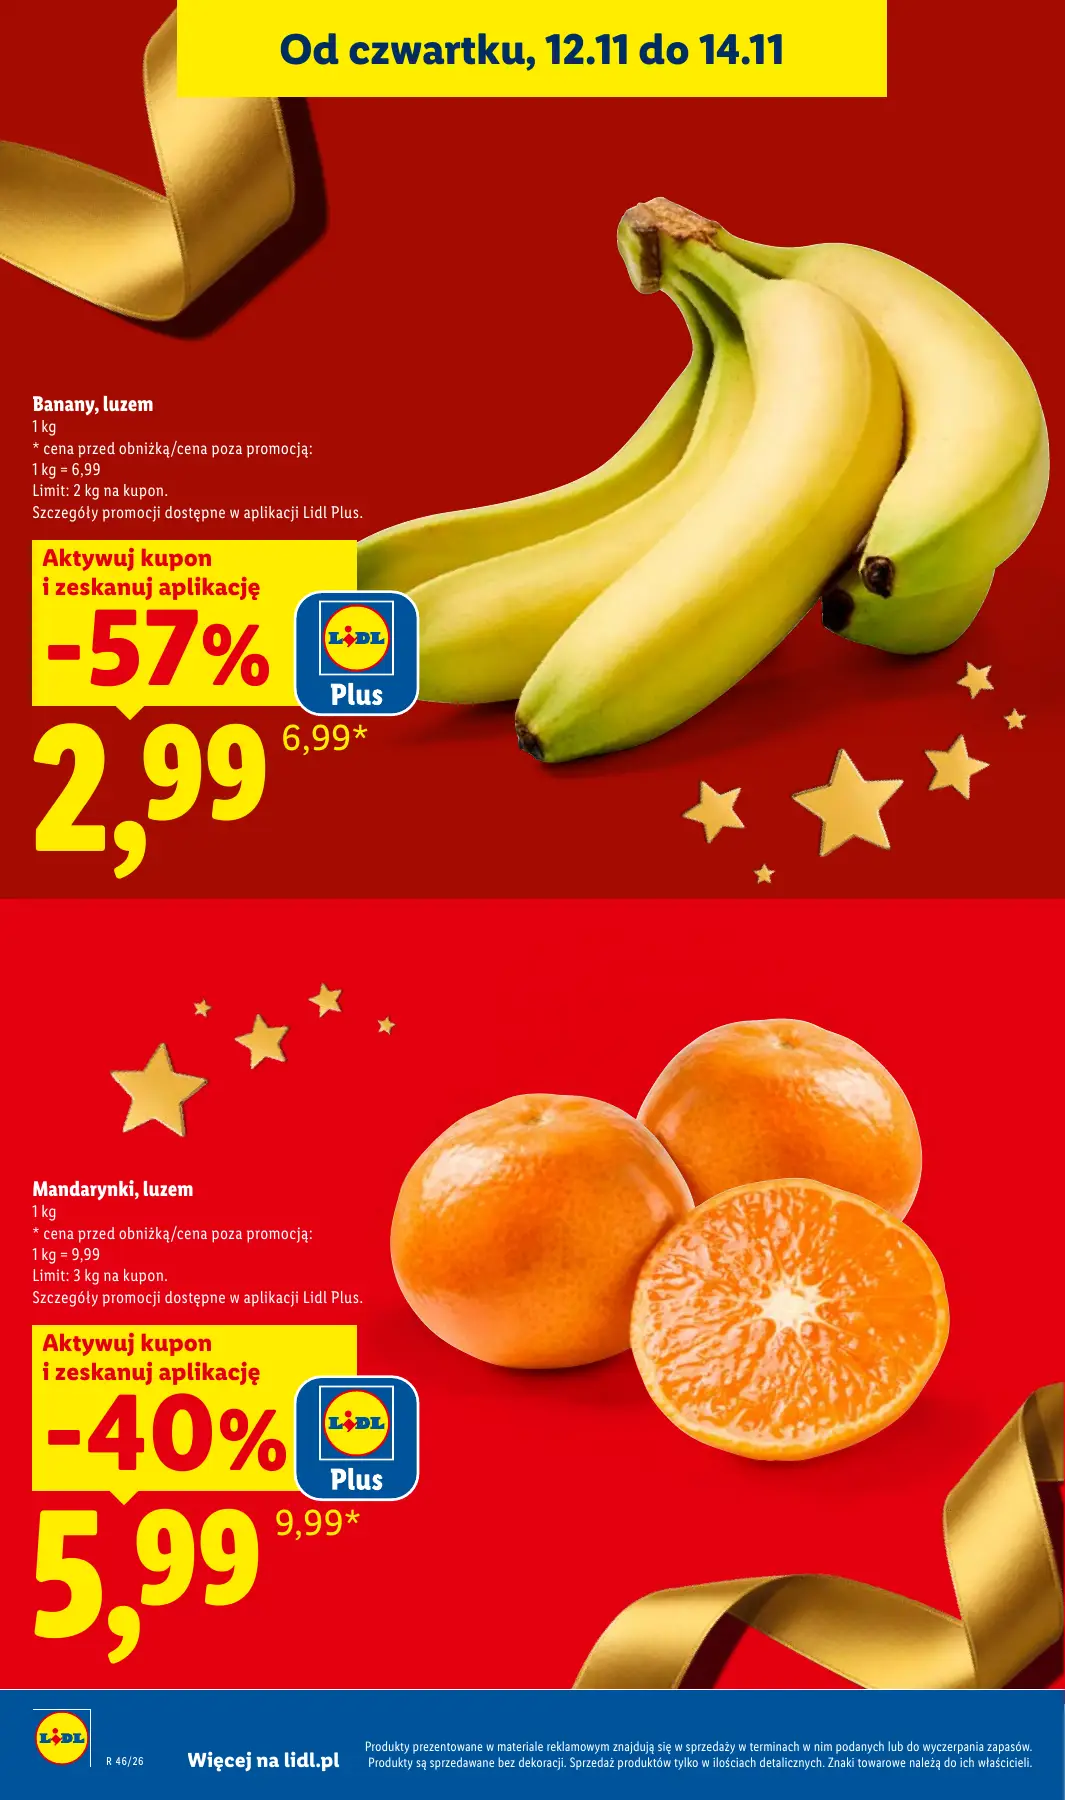 Od czwartku, 12.11 do 14.11
Banany, luzem
1 kg
* cena przed obniżką/cena poza promocją:
1 kg = 6,99
Limit: 2 kg na kupon.
Szczegóły promocji dostępne w aplikacji Lidl Plus.
Aktywuj kupon
i zeskanuj aplikację
-57%
LIDL
Plus
2,99
6,99*
Mandarynki, luzem
1 kg
* cena przed obniżką/cena poza promocją:
1 kg = 9,99
Limit: 3 kg na kupon.
Szczegóły promocji dostępne w aplikacji Lidl Plus.
Aktywuj kupon
i zeskanuj aplikację
-40%
LIDL
Plus
5,99
9,99*
LIDL
R 46/26
Więcej na lidl.pl
Produkty prezentowane w materiale reklamowym znajdują się w sprzedaży w terminach w nim podanych lub do wyczerpania zapasów.
Produkty są sprzedawane bez dekoracji. Sprzedaż produktów tylko w ilościach detalicznych. Znaki towarowe należą do ich właścicieli.